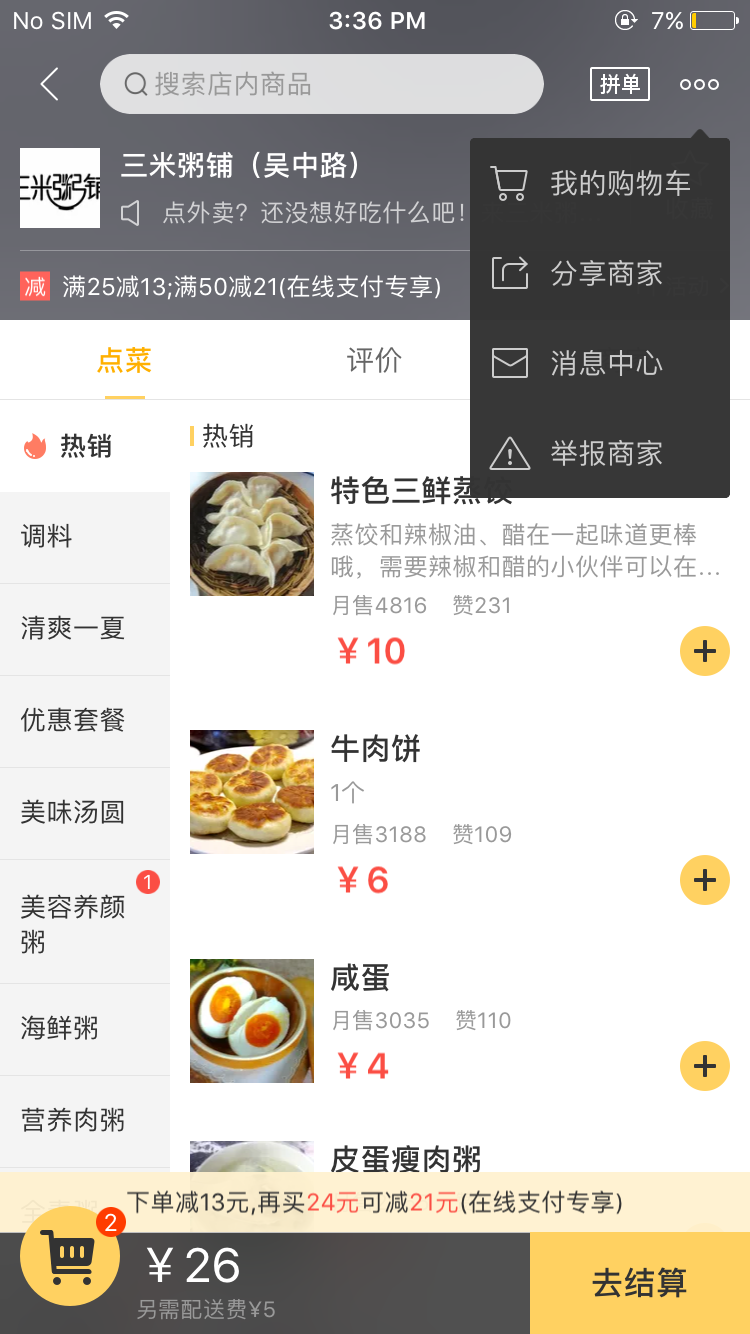 No SIM 3:36 PM 7%
搜索店内商品 拼单
三米粥铺
三米粥铺（吴中路）
点外卖？还没想好吃什么吧！
减 满25减13;满50减21(在线支付专享)
我的购物车
分享商家
消息中心
举报商家
点菜 评价
热销
调料
清爽一夏
优惠套餐
美味汤圆
1
美容养颜
粥
海鲜粥
营养肉粥
热销
特色三鲜蒸饺
蒸饺和辣椒油、醋在一起味道更棒
哦，需要辣椒和醋的小伙伴可以在...
月售4816 赞231
¥10
牛肉饼
1个
月售3188 赞109
¥6
咸蛋
月售3035 赞110
¥4
皮蛋瘦肉粥
下单减13元,再买24元可减21元(在线支付专享)
2
¥26
另需配送费¥5
去结算